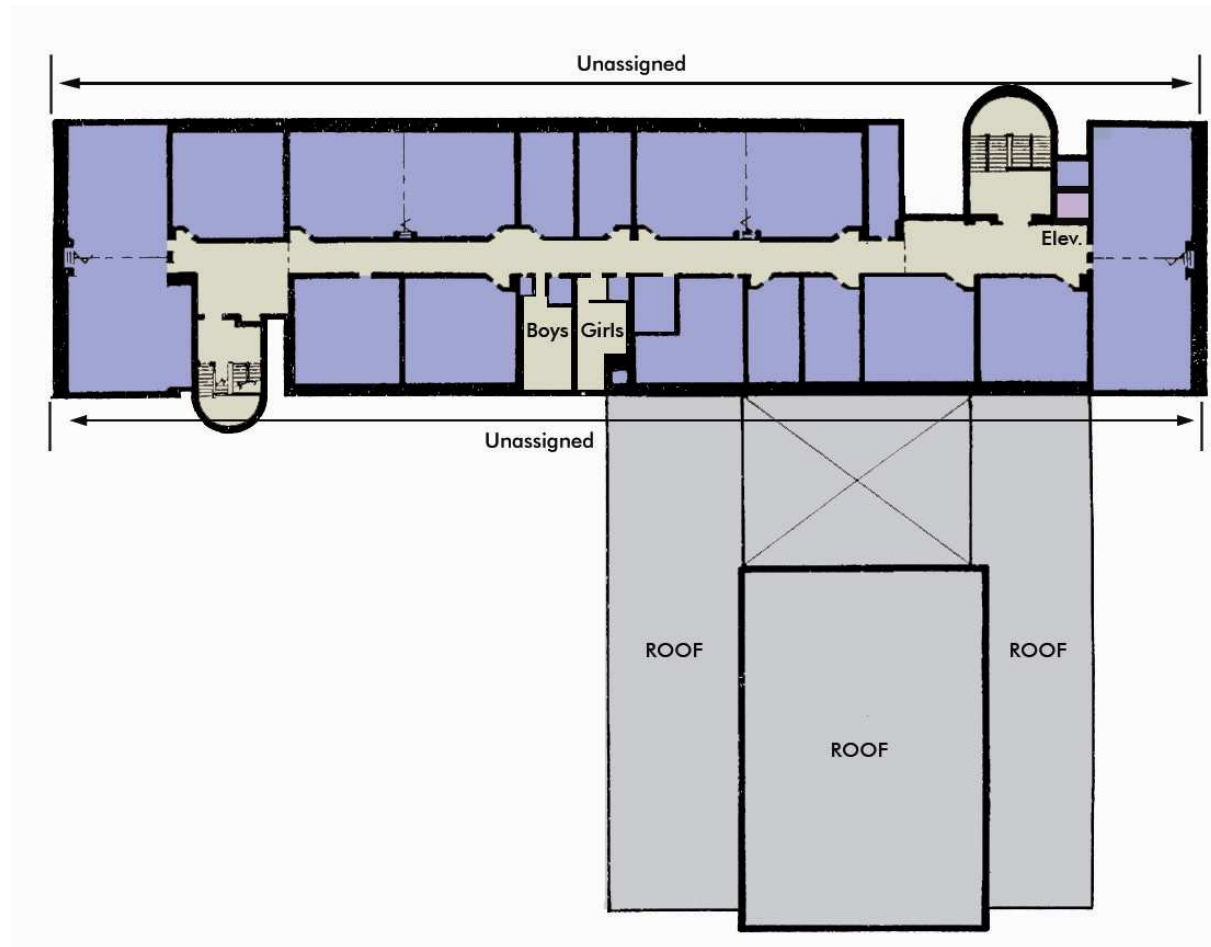 Unassigned
Elev.
Boys
Girls
Unassigned
ROOF
ROOF
ROOF